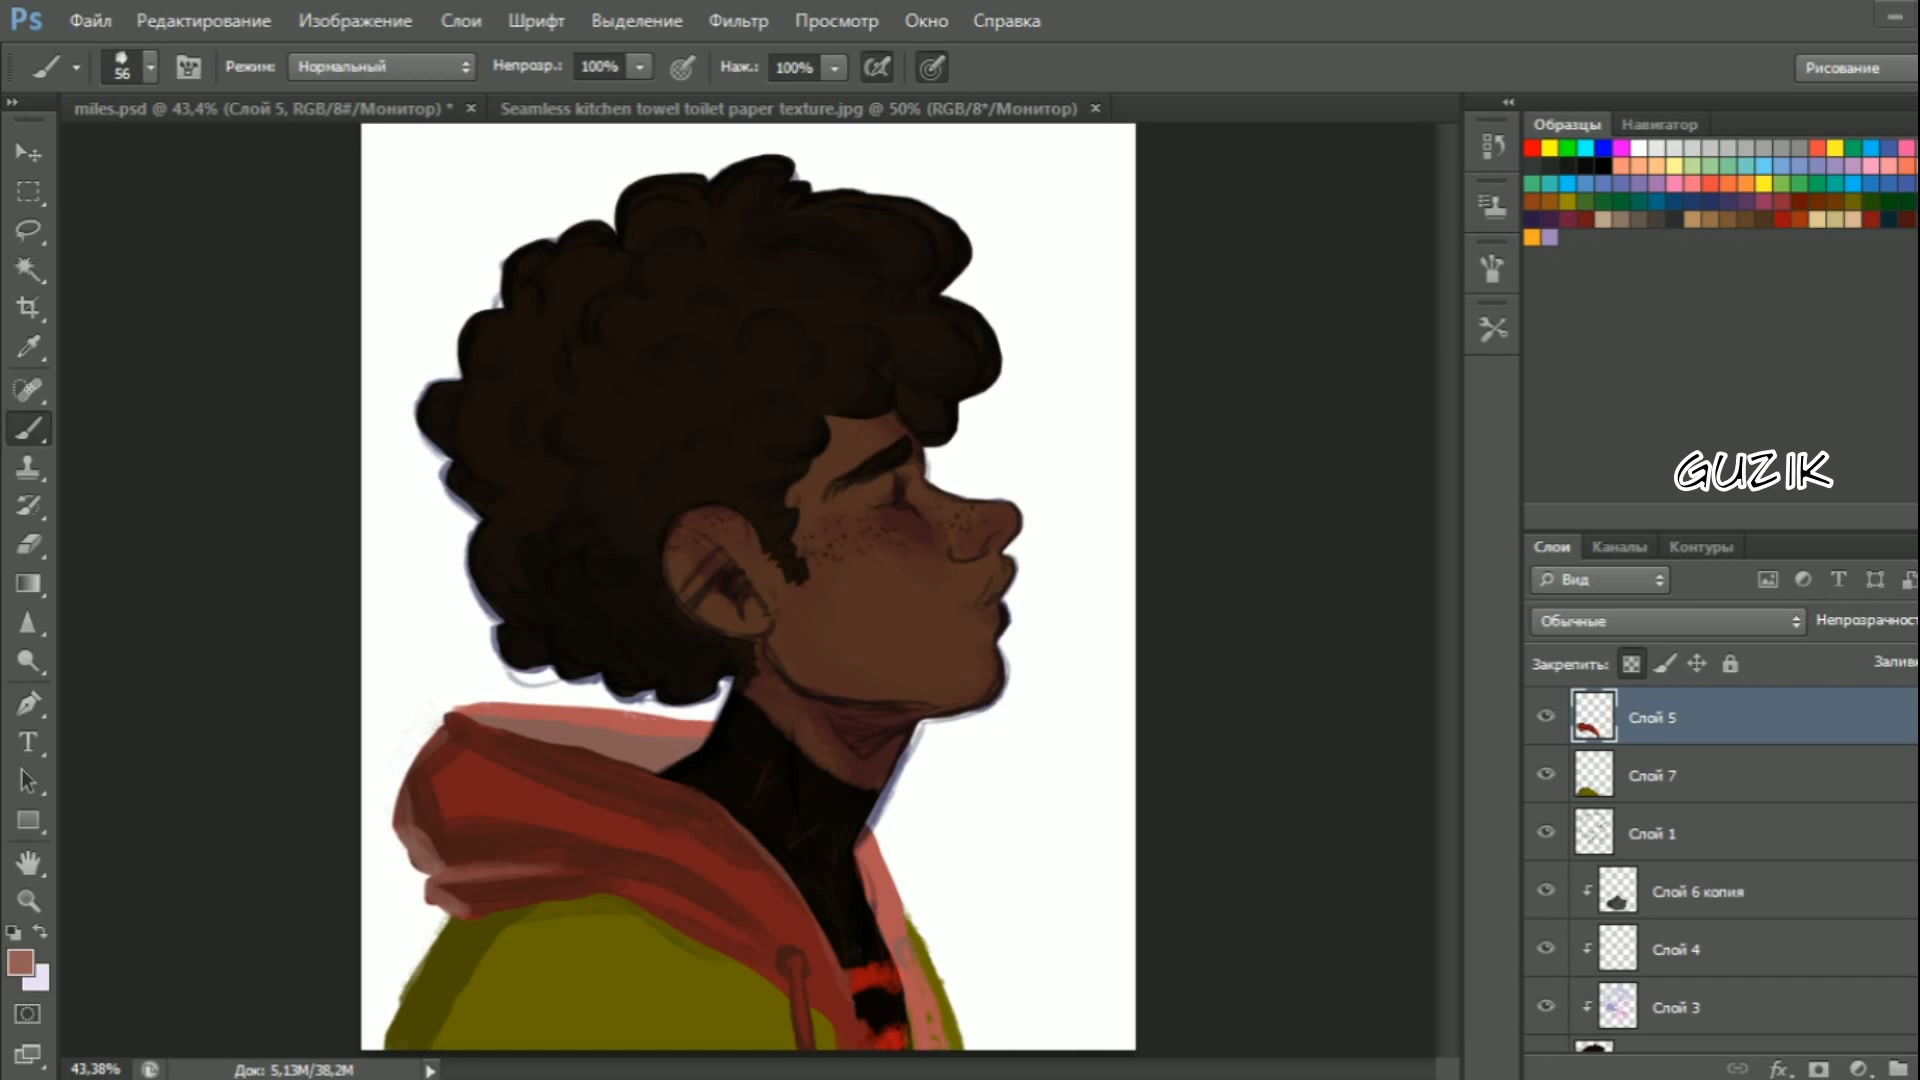 Ps Файл Редактирование Изображение Слои Шрифт Выделение Фильтр Просмотр Окно Справка
56 Режим: Нормальный Непрозр.: 100% Наж.: 100% Рисование
miles.psd @ 43,4% (Слой 5, RGB/8#/Монитор) * × Seamless kitchen towel toilet paper texture.jpg @ 50% (RGB/8*/Монитор) ×
Образцы Навигатор
GUZIK
Слои Каналы Контуры
Вид
Обычные Непрозрачност
Закрепить: Залив
Слой 5
Слой 7
Слой 1
Слой 6 копия
Слой 4
Слой 3
43,38% Док: 5,13M/38,2M
fx